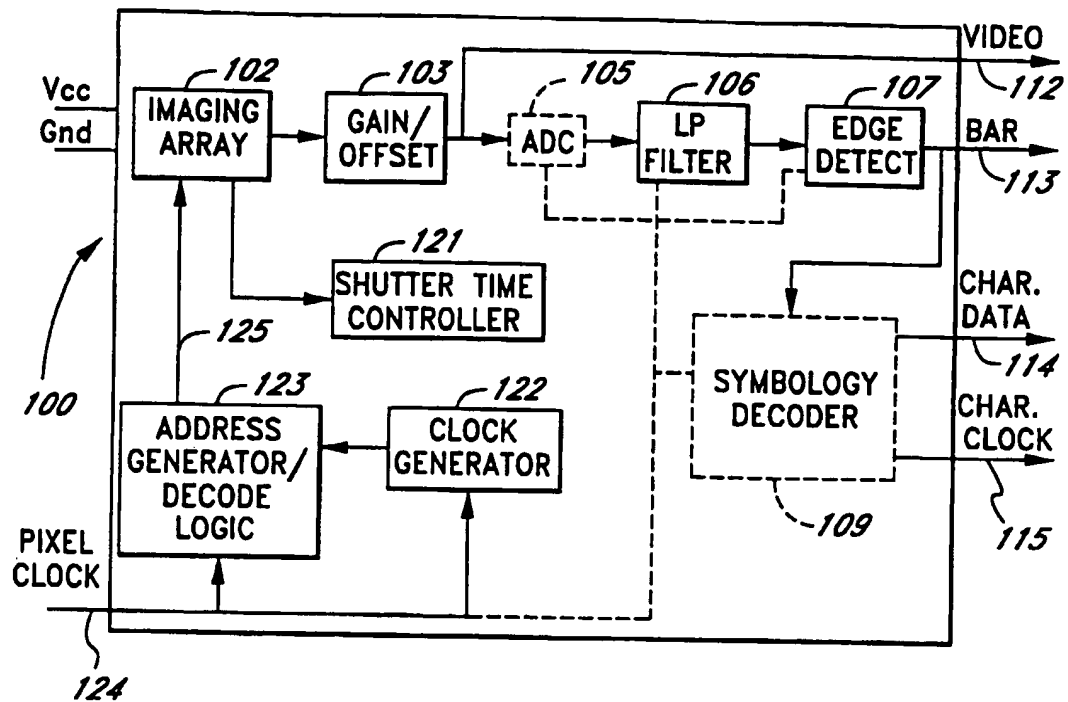 VIDEO
102
103
105
106
107
112
Vcc
Gnd
IMAGING
ARRAY
GAIN/
OFFSET
ADC
LP
FILTER
EDGE
DETECT
BAR
113
121
SHUTTER TIME
CONTROLLER
125
100
CHAR.
DATA
114
123
122
ADDRESS
GENERATOR/
DECODE
LOGIC
CLOCK
GENERATOR
SYMBOLOGY
DECODER
CHAR.
CLOCK
109
115
PIXEL
CLOCK
124